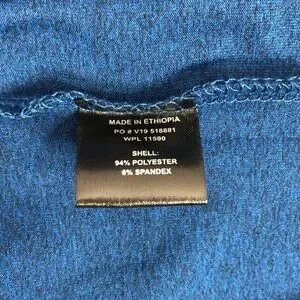 MADE IN ETHIOPIA
PO # V19 518881
WPL 11590
SHELL:
94% POLYESTER
6% SPANDEX